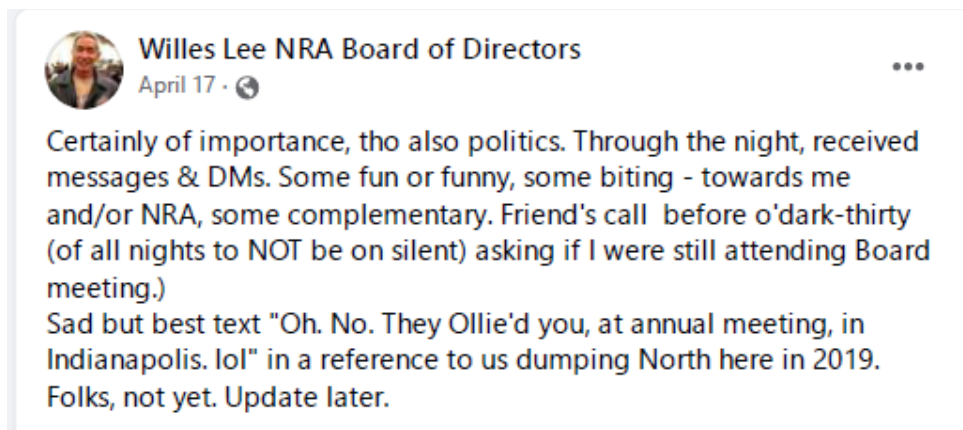 Willes Lee NRA Board of Directors
April 17 ·
Certainly of importance, tho also politics. Through the night, received
messages & DMs. Some fun or funny, some biting - towards me
and/or NRA, some complementary. Friend's call  before o'dark-thirty
(of all nights to NOT be on silent) asking if I were still attending Board
meeting.)
Sad but best text "Oh. No. They Ollie'd you, at annual meeting, in
Indianapolis. lol" in a reference to us dumping North here in 2019.
Folks, not yet. Update later.